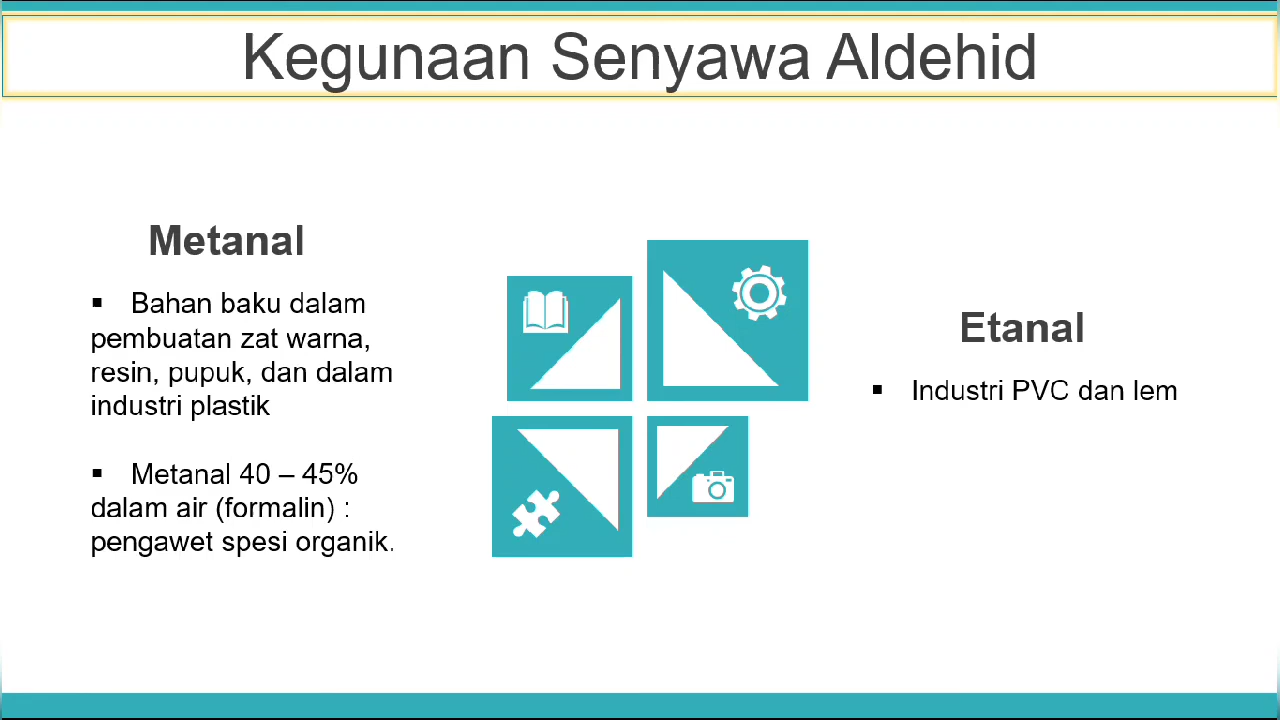 Kegunaan Senyawa Aldehid
Metanal
▪ Bahan baku dalam
pembuatan zat warna,
resin, pupuk, dan dalam
industri plastik
▪ Metanal 40 – 45%
dalam air (formalin) :
pengawet spesi organik.
Etanal
▪ Industri PVC dan lem